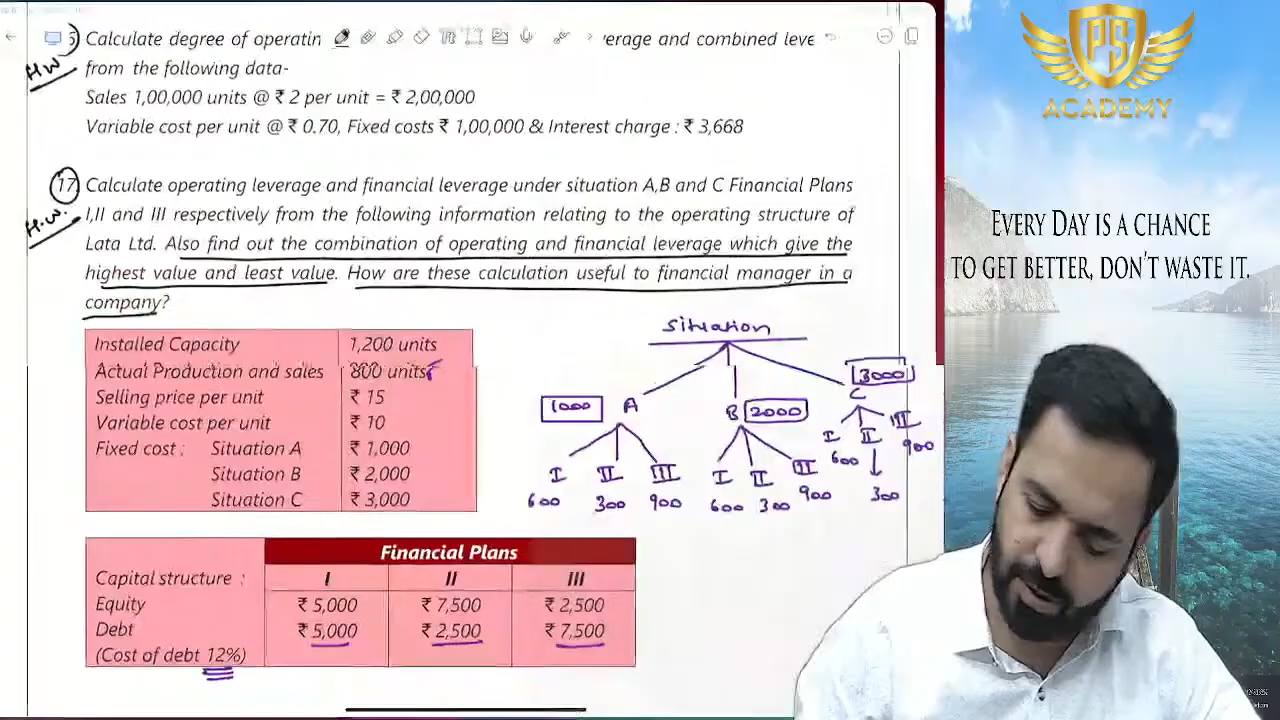 Calculate degree of operatin verage and combined leve
H.W
from the following data-
Sales 1,00,000 units @ ₹ 2 per unit = ₹ 2,00,000
Variable cost per unit @ ₹ 0.70, Fixed costs ₹ 1,00,000 & Interest charge : ₹ 3,668
17 Calculate operating leverage and financial leverage under situation A,B and C Financial Plans
H.W.
I,II and III respectively from the following information relating to the operating structure of
Lata Ltd. Also find out the combination of operating and financial leverage which give the
highest value and least value. How are these calculation useful to financial manager in a
company?
Installed Capacity 1,200 units
Actual Production and sales 800 units
Selling price per unit ₹ 15
Variable cost per unit ₹ 10
Fixed cost : Situation A ₹ 1,000
Situation B ₹ 2,000
Situation C ₹ 3,000
Situation
1000 A
B 2000
3000
C
I II III
600 300 900
I II III
600 300 900
I II III
600 300 900
Financial Plans
Capital structure : I II III
Equity ₹ 5,000 ₹ 7,500 ₹ 2,500
Debt ₹ 5,000 ₹ 2,500 ₹ 7,500
(Cost of debt 12%)
PS
ACADEMY
EVERY DAY IS A CHANCE
TO GET BETTER, DON'T WASTE IT.